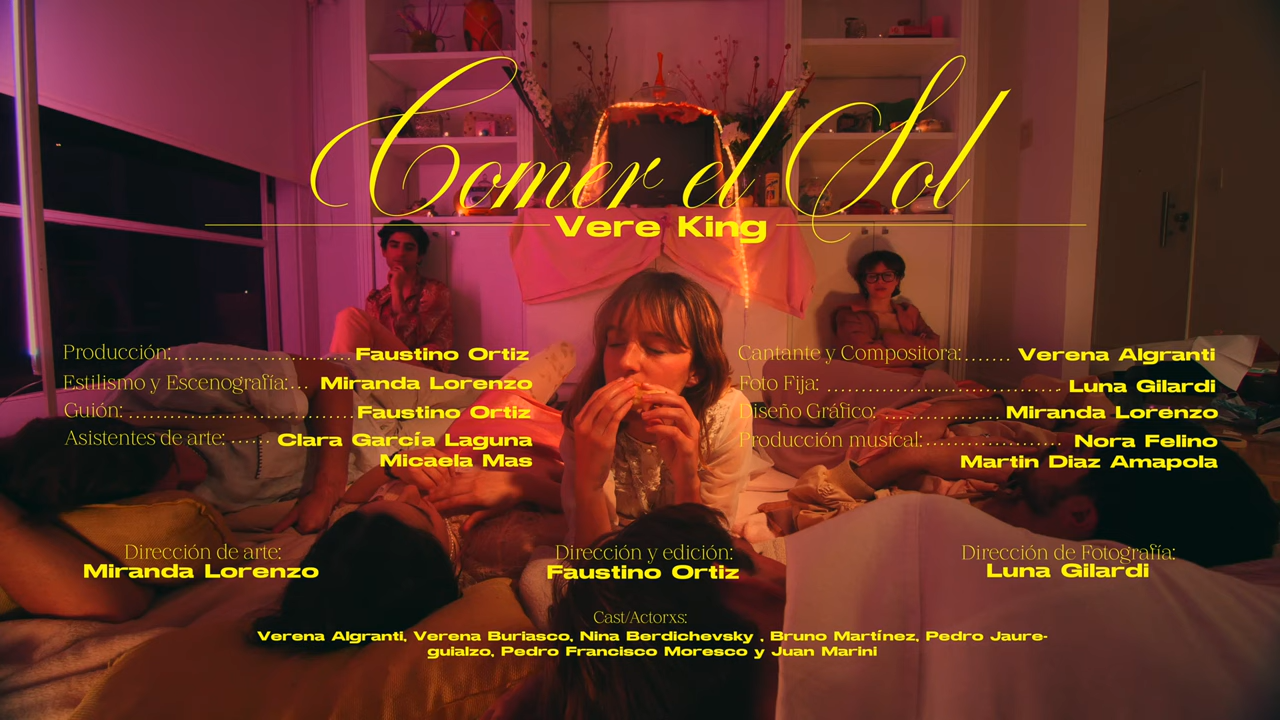 Comer el Sol
Vere King
Producción:............................Faustino Ortiz
Estilismo y Escenografía:... Miranda Lorenzo
Guión: ...................................Faustino Ortiz
Asistentes de arte: ...... Clara García Laguna
Micaela Mas
Cantante y Compositora:....... Verena Algranti
Foto Fija: .................................... Luna Gilardi
Diseño Gráfico: ................... Miranda Lorenzo
Producción musical:..................... Nora Felino
Martin Diaz Amapola
Dirección de arte:
Miranda Lorenzo
Dirección y edición:
Faustino Ortiz
Dirección de Fotografía:
Luna Gilardi
Cast/Actorxs:
Verena Algranti, Verena Buriasco, Nina Berdichevsky , Bruno Martínez, Pedro Jaure-
guialzo, Pedro Francisco Moresco y Juan Marini